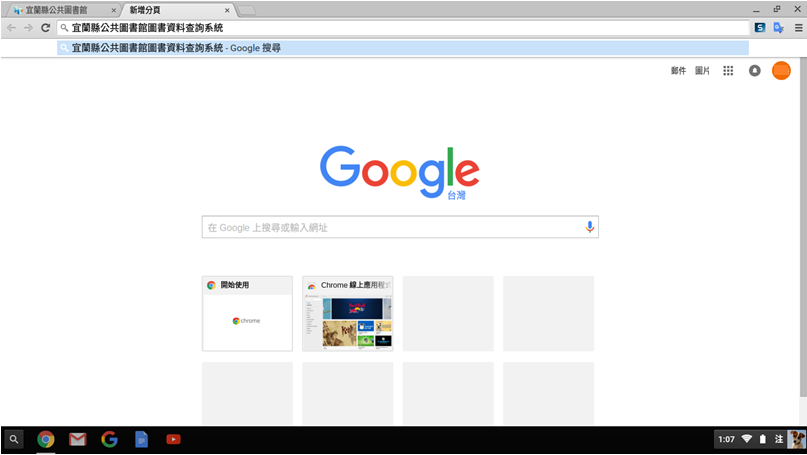 宜蘭縣公共圖書館
新增分頁
宜蘭縣公共圖書館圖書資料查詢系統
宜蘭縣公共圖書館圖書資料查詢系統 - Google 搜尋
郵件 圖片
Google
台灣
在 Google 上搜尋或輸入網址
開始使用
Chrome 線上應用程式
chrome
1:07 注